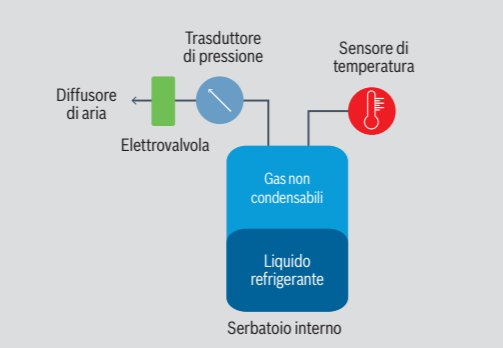 Trasduttore
di pressione
Sensore di
temperatura
Diffusore
di aria
Elettrovalvola
Gas non
condensabili
Liquido
refrigerante
Serbatoio interno